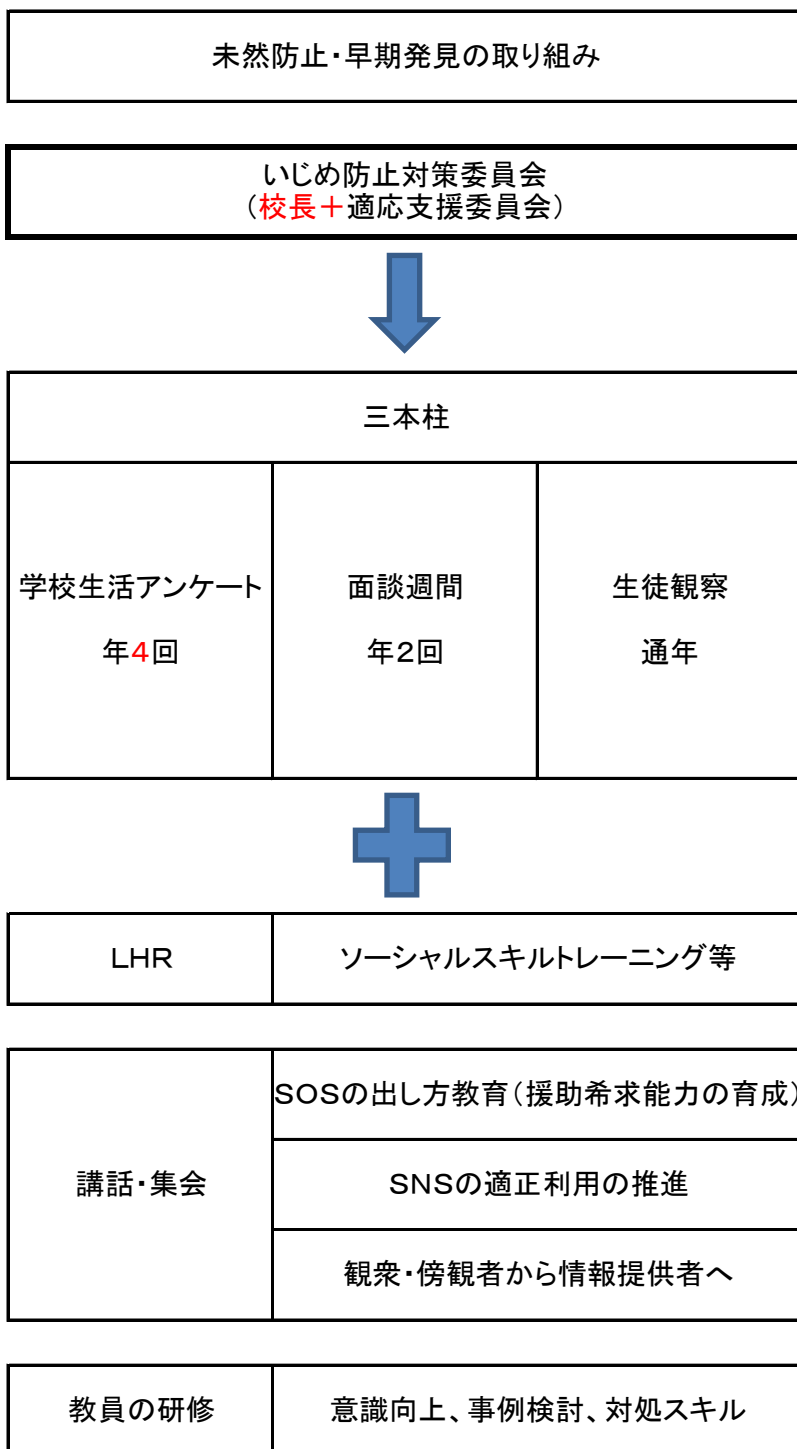 未然防止・早期発見の取り組み
いじめ防止対策委員会
（校長＋適応支援委員会）
三本柱
学校生活アンケート
年４回
面談週間
年２回
生徒観察
通年
ＬＨＲ
ソーシャルスキルトレーニング等
講話・集会
ＳＯＳの出し方教育（援助希求能力の育成）
ＳＮＳの適正利用の推進
観衆・傍観者から情報提供者へ
教員の研修
意識向上、事例検討、対処スキル